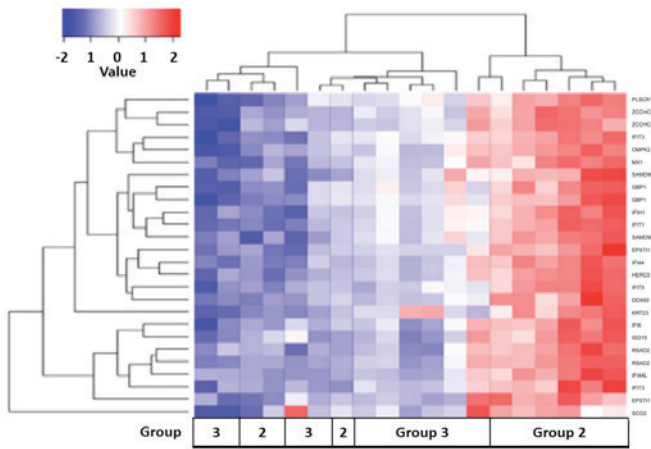 -2 -1 0 1 2
Value
PLSCR1
ZCCHC
ZCCHC
IFIT3
CMPK2
MX1
SAMD9
GBP1
GBP1
IFIH1
IFIT1
SAMD9
EPSTI1
IFI44
HERC5
IFIT5
DDX60
KRT23
IFI6
ISG15
RSAD2
RSAD2
IFI44L
IFIT3
EPSTI1
SCO2
Group 3 2 3 2 Group 3 Group 2